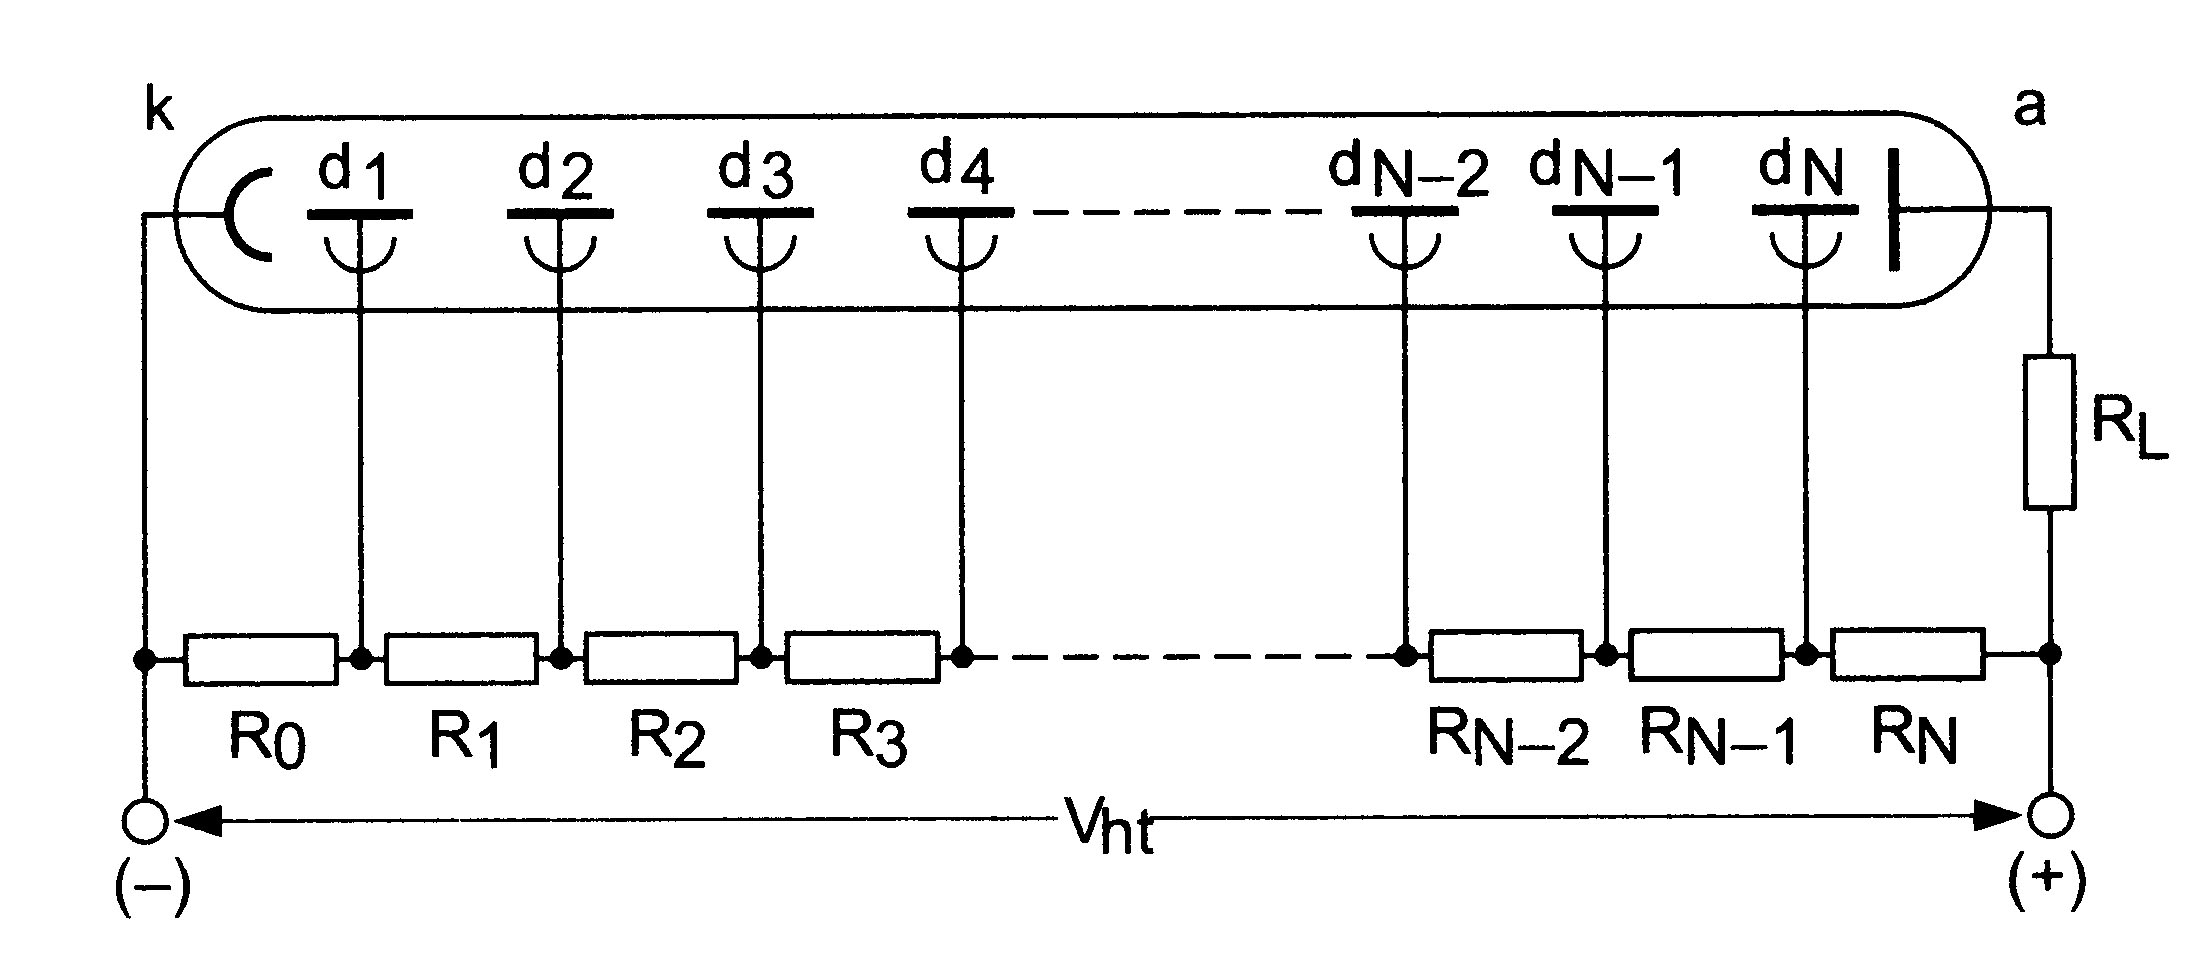 k a
d1 d2 d3 d4 dN–2 dN–1 dN
RL
R0 R1 R2 R3 RN–2 RN–1 RN
Vht
(–) (+)